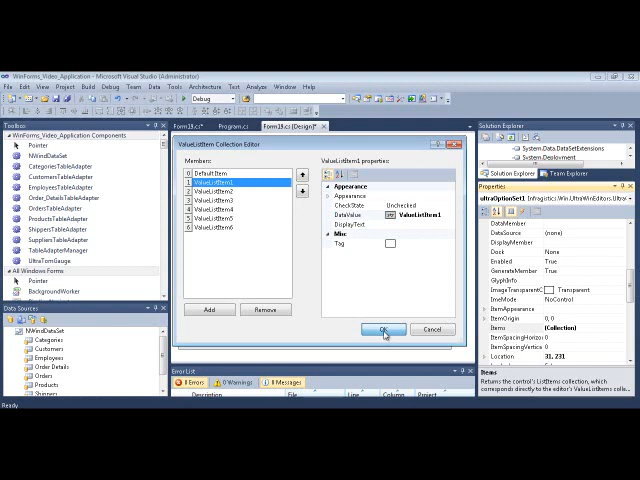 WinForms_Video_Application - Microsoft Visual Studio (Administrator)
File Edit View Project Build Debug Team Data Tools Architecture Test Analyze Window Help
Debug
Toolbox
WinForms_Video_Application Components
Pointer
NWindDataSet
CategoriesTableAdapter
CustomersTableAdapter
EmployeesTableAdapter
Order_DetailsTableAdapter
OrdersTableAdapter
ProductsTableAdapter
ShippersTableAdapter
SuppliersTableAdapter
TableAdapterManager
UltraTomGauge
All Windows Forms
Pointer
BackgroundWorker
Data Sources
NWindDataSet
Categories
Customers
Employees
Order Details
Orders
Products
Shippers
Ready
Form19.cs* Program.cs Form19.cs [Design]*
ValueListItem Collection Editor
Members:
0 DefaultItem
1 ValueListItem1
2 ValueListItem2
3 ValueListItem3
4 ValueListItem4
5 ValueListItem5
6 ValueListItem6
Add Remove
ValueListItem1 properties:
Appearance
Appearance
CheckState Unchecked
DataValue ValueListItem1
DisplayText
Misc
Tag
OK Cancel
Error List
0 Errors 0 Warnings 0 Messages
Description File Line Column Project
Solution Explorer
System.Data.DataSetExtensions
System.Deployment
Solution Explorer Team Explorer
Properties
ultraOptionSet1 Infragistics.Win.UltraWinEditors.Ultra
DataMember
DataSource (none)
DisplayMember
Dock None
Enabled True
GenerateMember True
GlyphInfo
ImageTransparentC Transparent
ImeMode NoControl
ItemAppearance
ItemOrigin 0, 0
Items (Collection)
ItemSpacingHorizon 0
ItemSpacingVertica 0
Location 31, 231
Items
Returns the control's ListItems collection, which
corresponds directly to the editor's ValueListItems colle